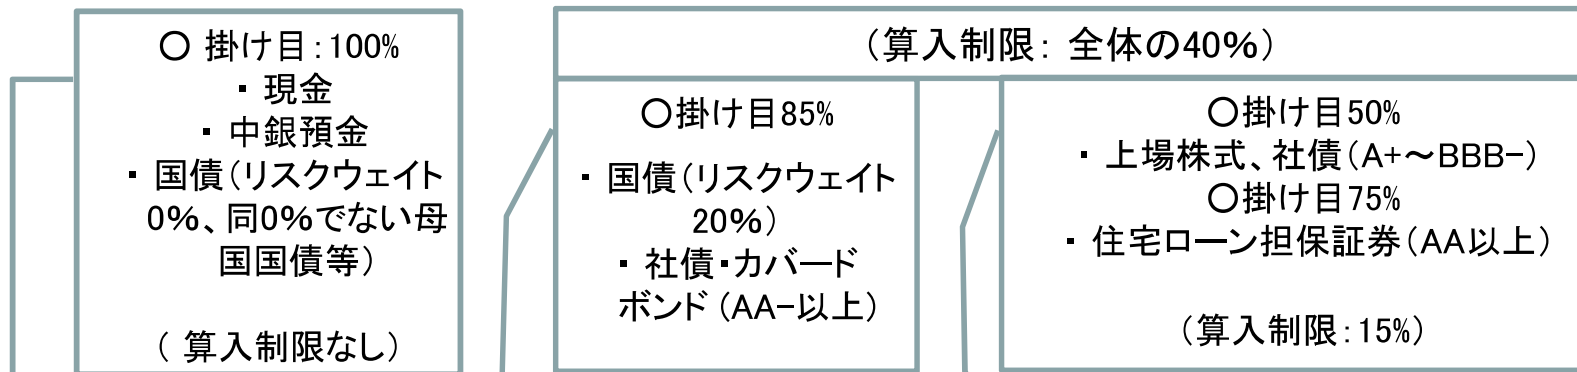 〇 掛け目：100%
・ 現金
・ 中銀預金
・ 国債（リスクウェイト
0%、同0%でない母
国国債等）
（ 算入制限なし）
（算入制限： 全体の40%）
〇掛け目85%
・ 国債（リスクウェイト
20%）
・ 社債・カバード
ボンド（AA-以上）
〇掛け目50%
・ 上場株式、社債（A+～BBB-）
〇掛け目75%
・ 住宅ローン担保証券（AA以上）
（算入制限：15%）